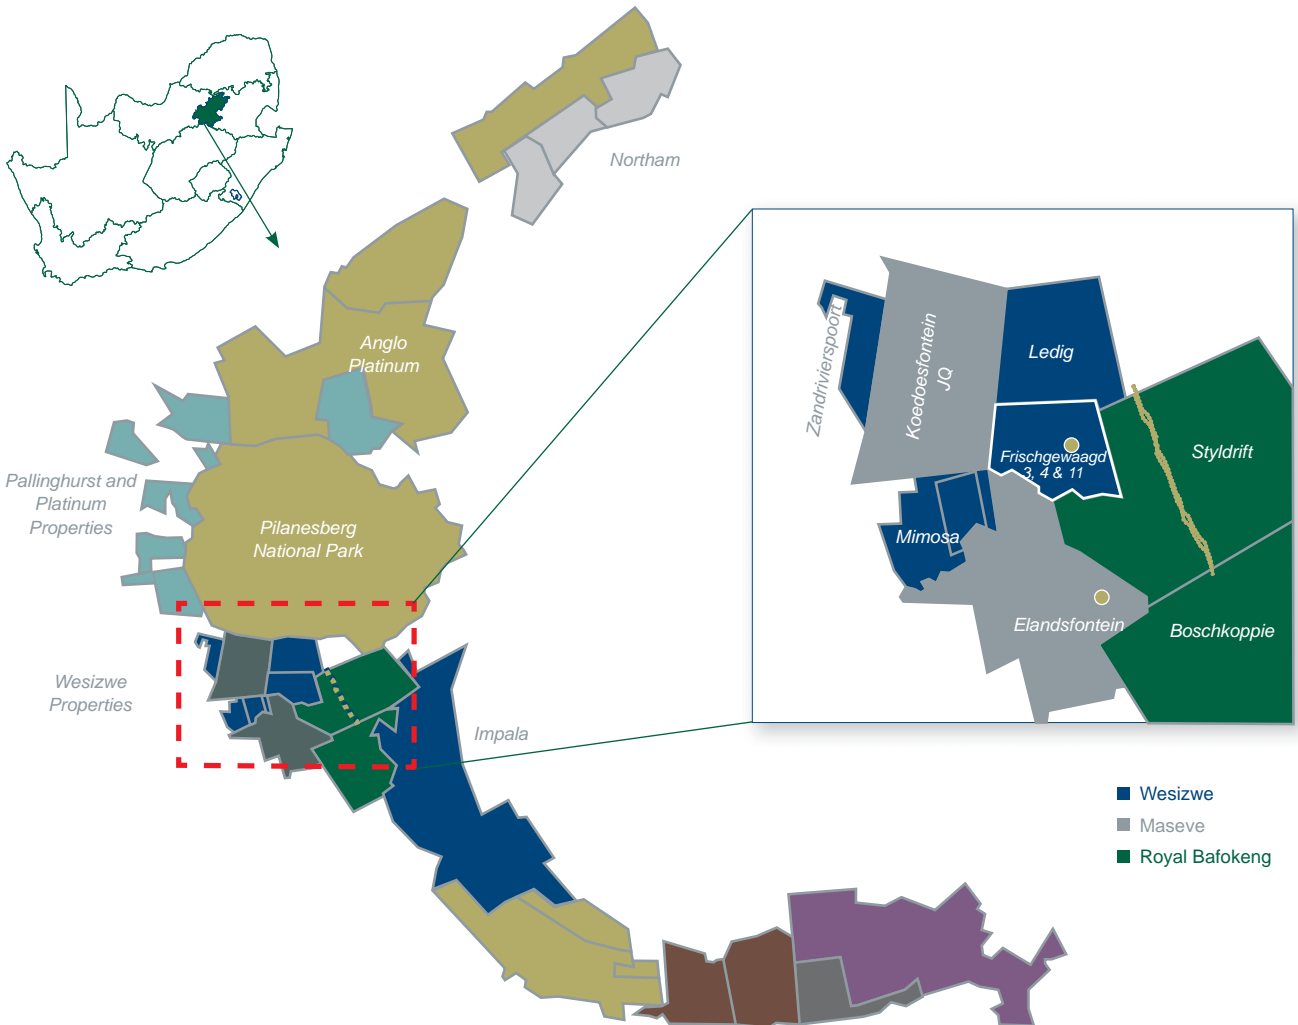 Northam
Anglo
Platinum
Pallinghurst and
Platinum
Properties
Pilanesberg
National Park
Wesizwe
Properties
Impala
Zandrivierspoort
Koedoesfontein
JQ
Ledig
Frischgewaagd
3, 4 & 11
Styldrift
Mimosa
Elandsfontein
Boschkoppie
Wesizwe
Maseve
Royal Bafokeng